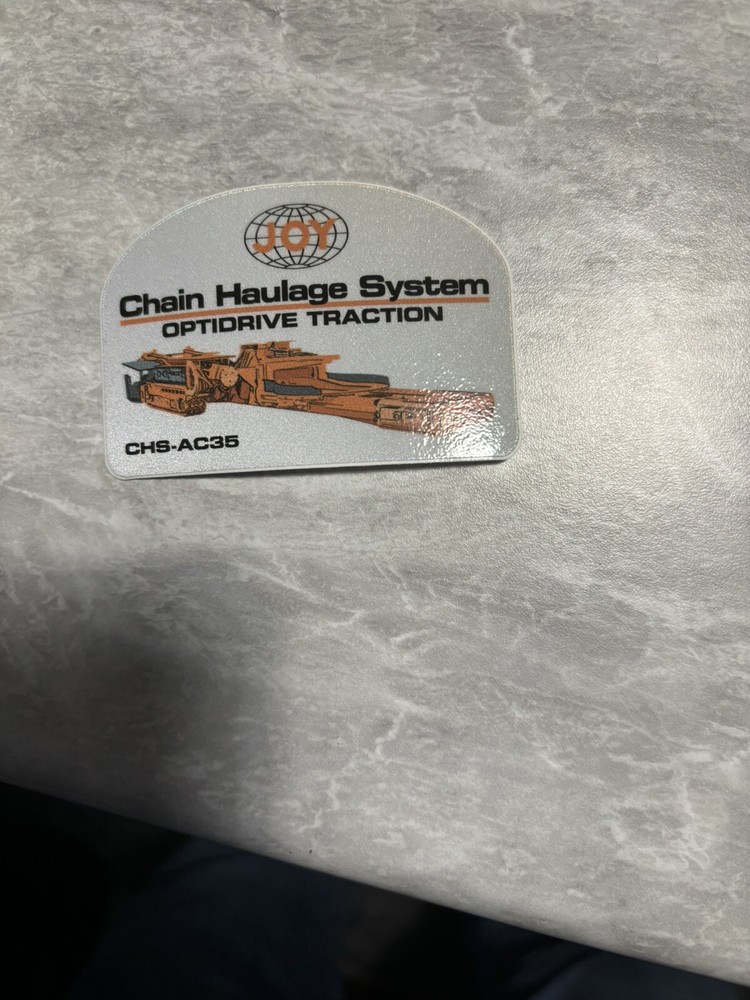 JOY
Chain Haulage System
OPTIDRIVE TRACTION
CHS-AC35